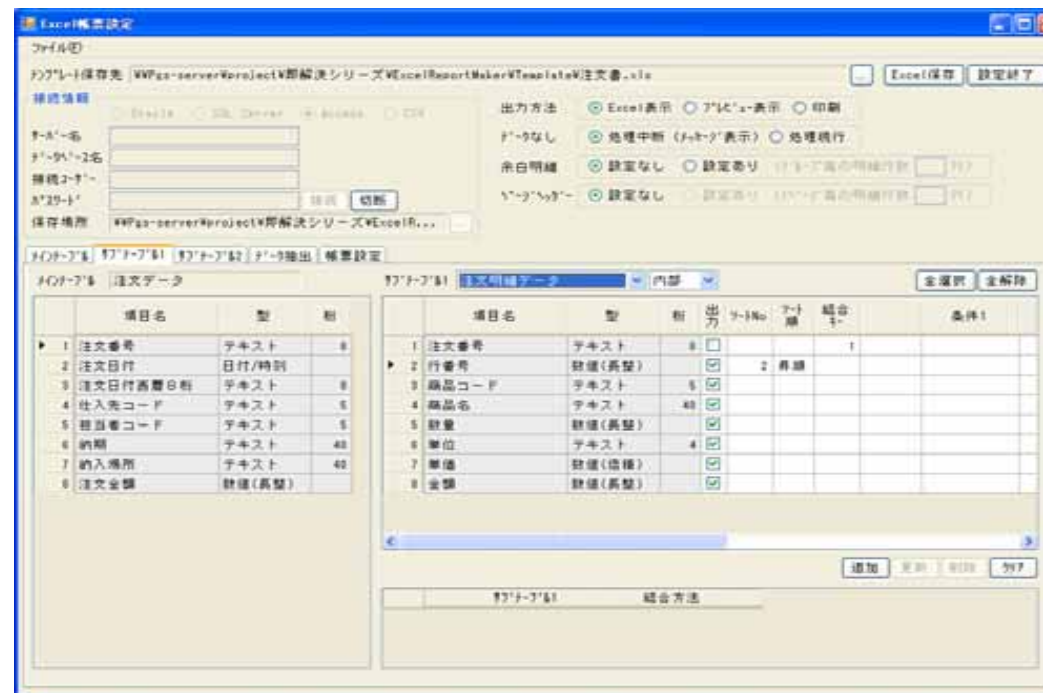 Excel帳票設定
ファイル(F)
ﾃﾝﾌﾟﾚｰﾄ保存先 ¥¥Pgs-server¥project¥即解決シリーズ¥ExcelReportMaker¥Template¥注文書.xls ... Excel保存 設定終了
接続情報
Oracle SQL Server Access CSV
出力方法 Excel表示 ﾌﾟﾚﾋﾞｭｰ表示 印刷
ｻｰﾊﾞｰ名
ﾃﾞｰﾀなし 処理中断(ﾒｯｾｰｼﾞ表示) 処理続行
ﾃﾞｰﾀﾍﾞｰｽ名
余白明細 設定なし 設定あり
接続ﾕｰｻﾞｰ
ﾍﾟｰｼﾞﾍｯﾀﾞｰ 設定なし 設定あり
ﾊﾟｽﾜｰﾄﾞ 接続 切断
保存場所 ¥¥Pgs-server¥project¥即解決シリーズ¥ExcelR... ...
ﾒｲﾝﾃｰﾌﾞﾙ ｻﾌﾞﾃｰﾌﾞﾙ1 ｻﾌﾞﾃｰﾌﾞﾙ2 ﾃﾞｰﾀ抽出 帳票設定
ﾒｲﾝﾃｰﾌﾞﾙ 注文データ
ｻﾌﾞﾃｰﾌﾞﾙ1 注文明細データ 内部 全選択 全解除
項目名 型 桁
1 注文番号 テキスト 8
2 注文日付 日付/時刻
3 注文日付西暦8桁 テキスト 8
4 仕入先コード テキスト 5
5 担当者コード テキスト 5
6 納期 テキスト 40
7 納入場所 テキスト 40
8 注文金額 数値(長整)
項目名 型 桁 出力 ｿｰﾄNo ｿｰﾄ順 結合ｷｰ 条件1
1 注文番号 テキスト 8 1
2 行番号 数値(長整) 2 昇順
3 商品コード テキスト 5
4 商品名 テキスト 40
5 数量 数値(長整)
6 単位 テキスト 4
7 単価 数値(倍精)
8 金額 数値(長整)
追加 更新 削除 ｸﾘｱ
ｻﾌﾞﾃｰﾌﾞﾙ1 結合方法